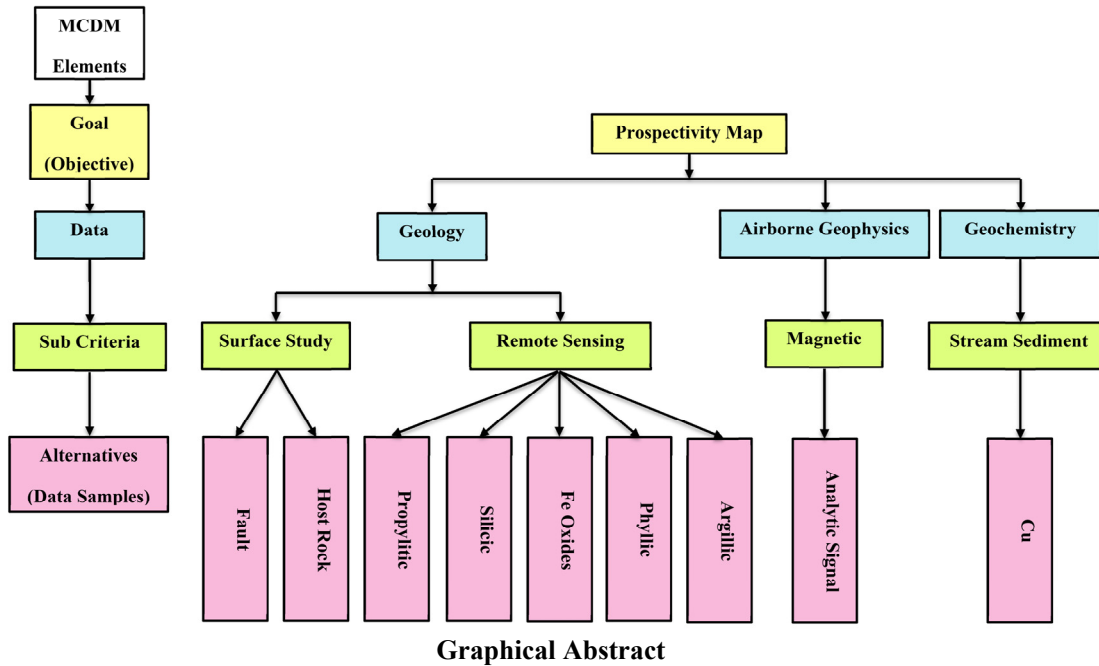 MCDM
Elements
Goal
(Objective)
Data
Sub Criteria
Alternatives
(Data Samples)
Prospectivity Map
Geology
Airborne Geophysics
Geochemistry
Surface Study
Remote Sensing
Magnetic
Stream Sediment
Fault
Host Rock
Propylitic
Silicic
Fe Oxides
Phyllic
Argillic
Analytic Signal
Cu
Graphical Abstract